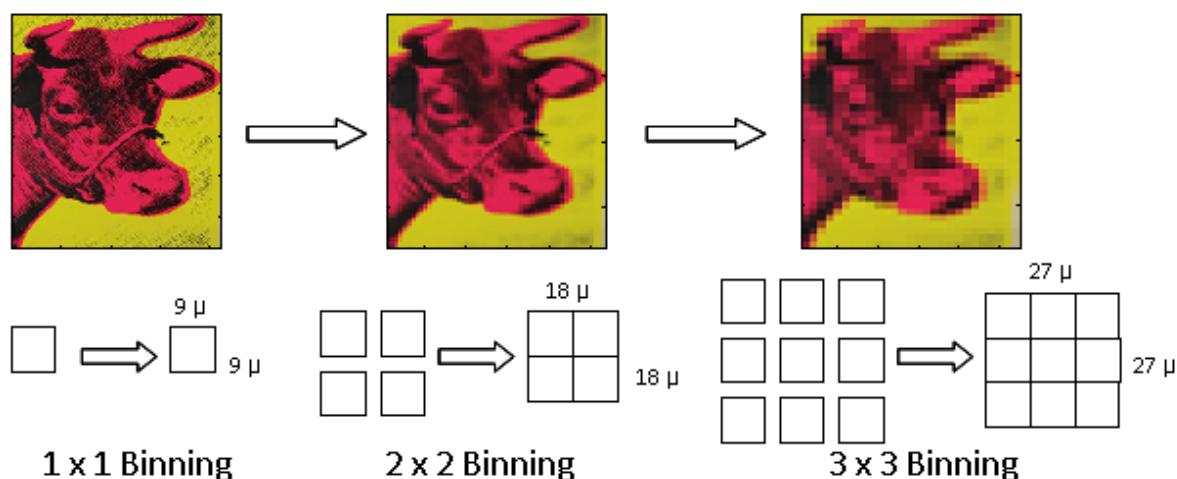 9 µ
9 µ
18 µ
18 µ
27 µ
27 µ
1 x 1 Binning
2 x 2 Binning
3 x 3 Binning